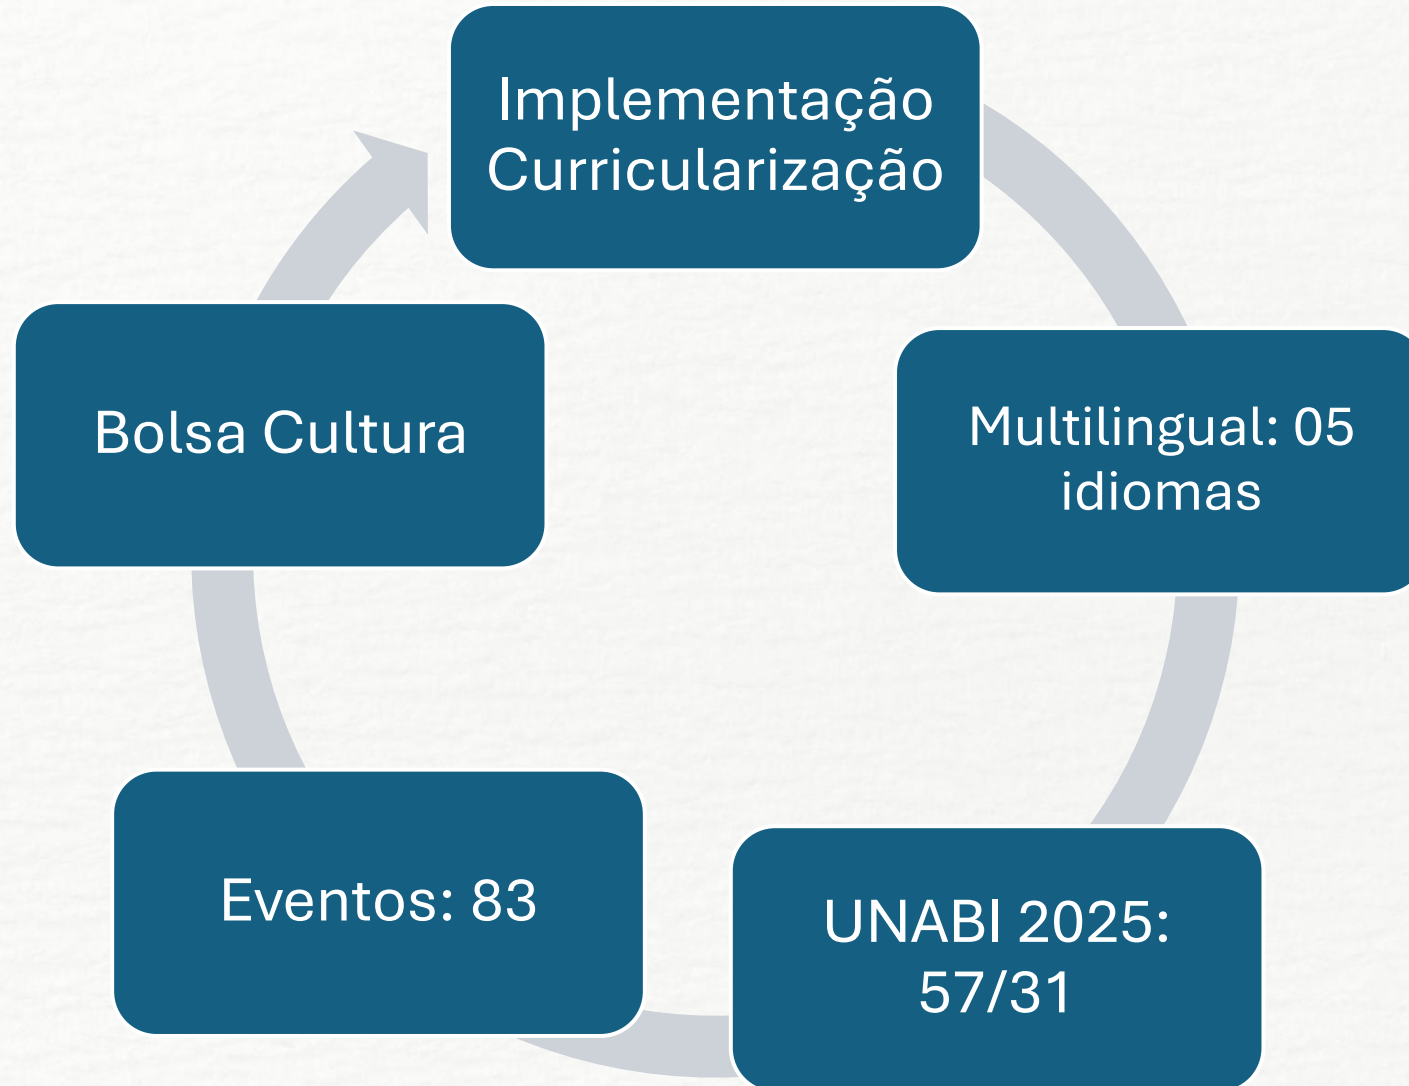 Implementação
Curricularização
Multilingual: 05
idiomas
UNABI 2025:
57/31
Eventos: 83
Bolsa Cultura